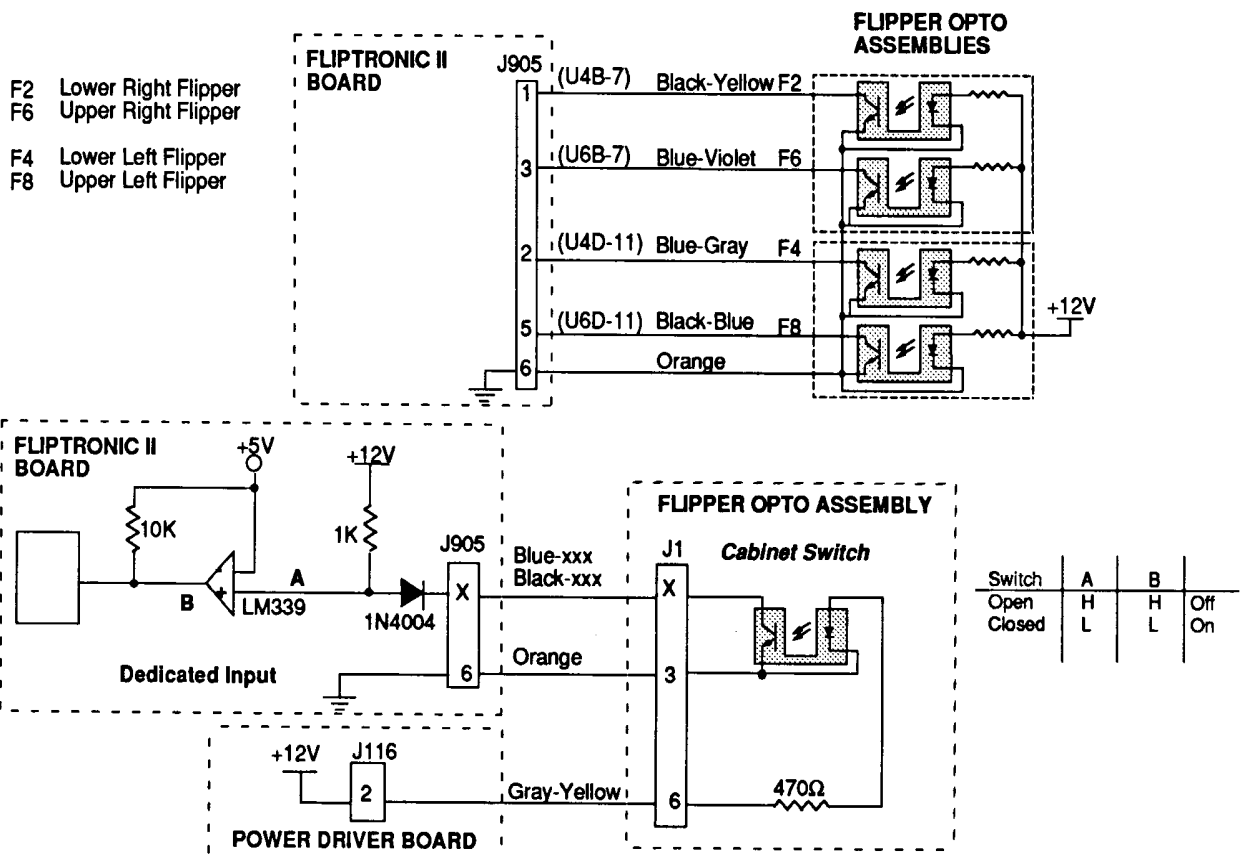 FLIPPER OPTO
ASSEMBLIES
FLIPTRONIC II
BOARD
J905
F2 Lower Right Flipper
F6 Upper Right Flipper
F4 Lower Left Flipper
F8 Upper Left Flipper
1 (U4B-7) Black-Yellow F2
3 (U6B-7) Blue-Violet F6
2 (U4D-11) Blue-Gray F4
5 (U6D-11) Black-Blue F8
6 Orange
+12V
FLIPTRONIC II
BOARD
+5V
+12V
10K
1K
J905
A
B
-
+
LM339
1N4004
X
6
Dedicated Input
Blue-xxx
Black-xxx
Orange
FLIPPER OPTO ASSEMBLY
J1
Cabinet Switch
X
3
6
470Ω
Switch A B
Open H H Off
Closed L L On
+12V
J116
2
Gray-Yellow
POWER DRIVER BOARD